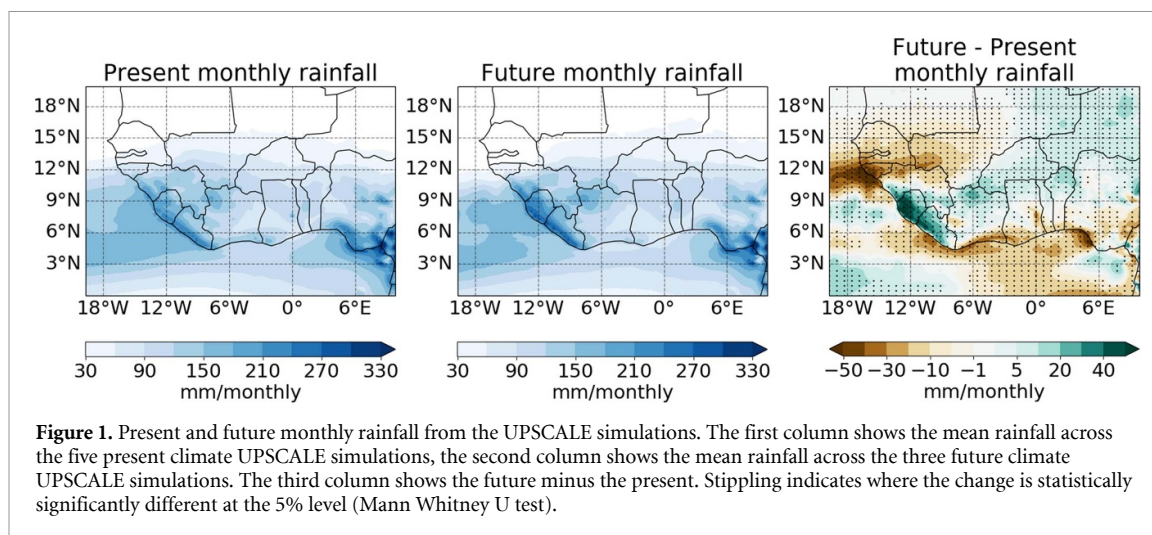 Present monthly rainfall
18°N
15°N
12°N
9°N
6°N
3°N
18°W 12°W 6°W 0° 6°E
30 90 150 210 270 330
mm/monthly
Future monthly rainfall
18°N
15°N
12°N
9°N
6°N
3°N
18°W 12°W 6°W 0° 6°E
30 90 150 210 270 330
mm/monthly
Future - Present
monthly rainfall
18°N
15°N
12°N
9°N
6°N
3°N
18°W 12°W 6°W 0° 6°E
−50 −30 −10 −1 5 20 40
mm/monthly
Figure 1. Present and future monthly rainfall from the UPSCALE simulations. The first column shows the mean rainfall across
the five present climate UPSCALE simulations, the second column shows the mean rainfall across the three future climate
UPSCALE simulations. The third column shows the future minus the present. Stippling indicates where the change is statistically
significantly different at the 5% level (Mann Whitney U test).